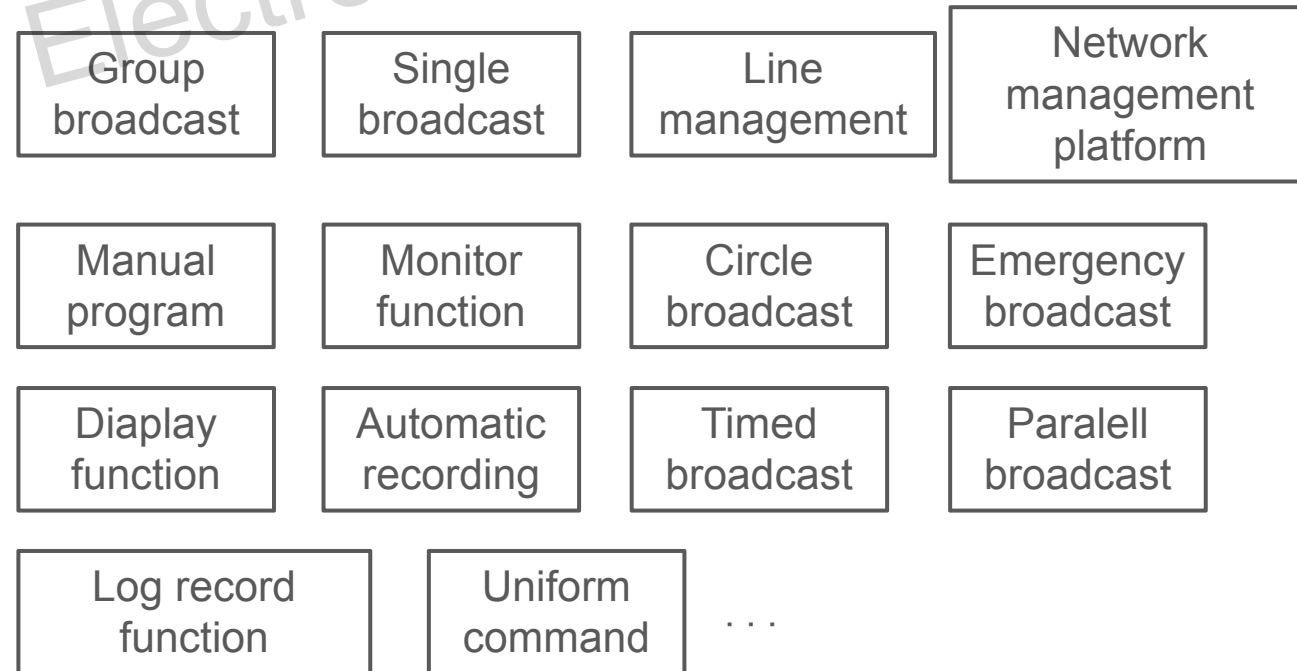 Group
broadcast
Single
broadcast
Line
management
Network
management
platform
Manual
program
Monitor
function
Circle
broadcast
Emergency
broadcast
Diaplay
function
Automatic
recording
Timed
broadcast
Paralell
broadcast
Log record
function
Uniform
command
. . .